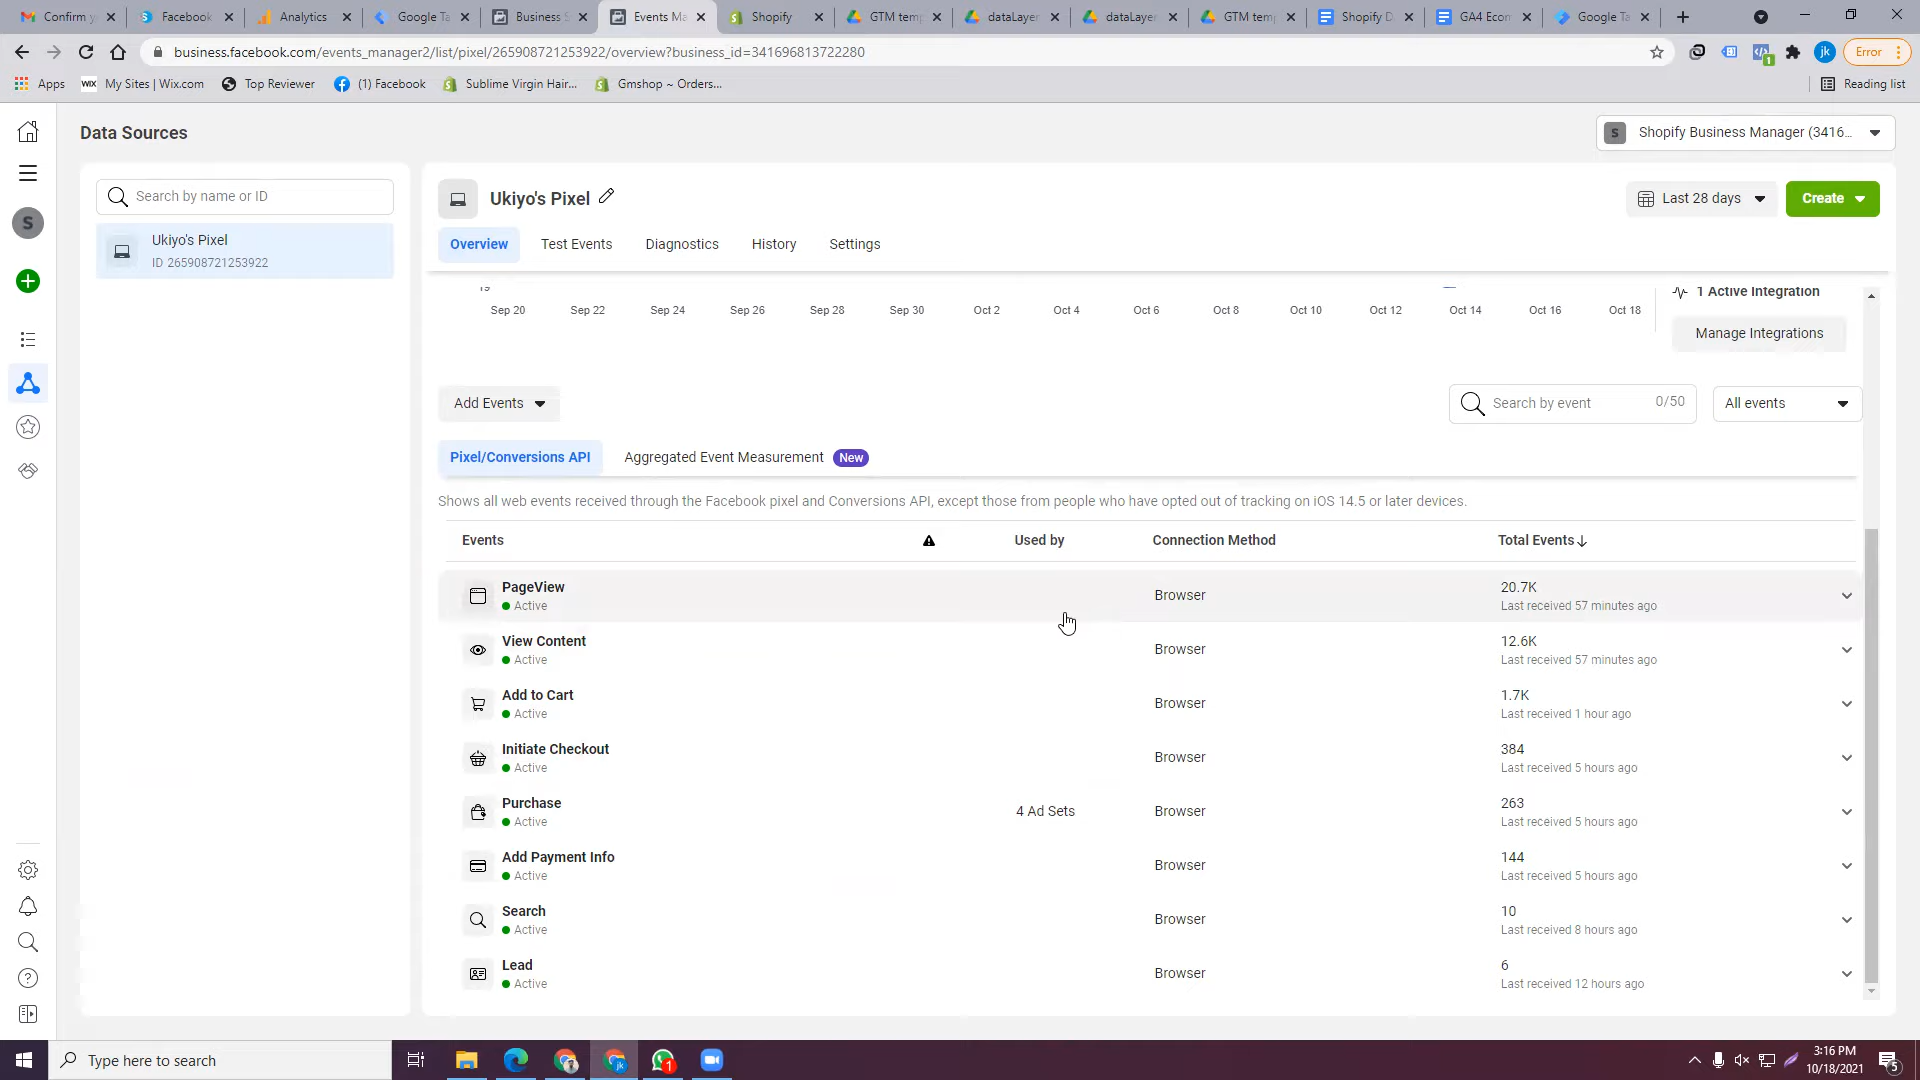 Confirm y
Facebook
Analytics
Google Ta
Business S
Events Ma
Shopify
GTM temp
dataLayer
dataLayer
GTM temp
Shopify D
GA4 Econ
Google Ta
business.facebook.com/events_manager2/list/pixel/265908721253922/overview?business_id=341696813722280
1
jk
Error
Apps
WIX My Sites | Wix.com
Top Reviewer
(1) Facebook
Sublime Virgin Hair...
Gmshop ~ Orders...
Reading list
Data Sources
S Shopify Business Manager (3416...
Search by name or ID
S
Ukiyo's Pixel
ID 265908721253922
Ukiyo's Pixel
Last 28 days
Create
Overview
Test Events
Diagnostics
History
Settings
19
Sep 20 Sep 22 Sep 24 Sep 26 Sep 28 Sep 30 Oct 2 Oct 4 Oct 6 Oct 8 Oct 10 Oct 12 Oct 14 Oct 16 Oct 18
1 Active Integration
Manage Integrations
Add Events
Search by event 0/50
All events
Pixel/Conversions API
Aggregated Event Measurement New
Shows all web events received through the Facebook pixel and Conversions API, except those from people who have opted out of tracking on iOS 14.5 or later devices.
Events Used by Connection Method Total Events
PageView Browser 20.7K
Active Last received 57 minutes ago
View Content Browser 12.6K
Active Last received 57 minutes ago
Add to Cart Browser 1.7K
Active Last received 1 hour ago
Initiate Checkout Browser 384
Active Last received 5 hours ago
Purchase 4 Ad Sets Browser 263
Active Last received 5 hours ago
Add Payment Info Browser 144
Active Last received 5 hours ago
Search Browser 10
Active Last received 8 hours ago
Lead Browser 6
Active Last received 12 hours ago
Type here to search
jk
1
3:16 PM
10/18/2021
5